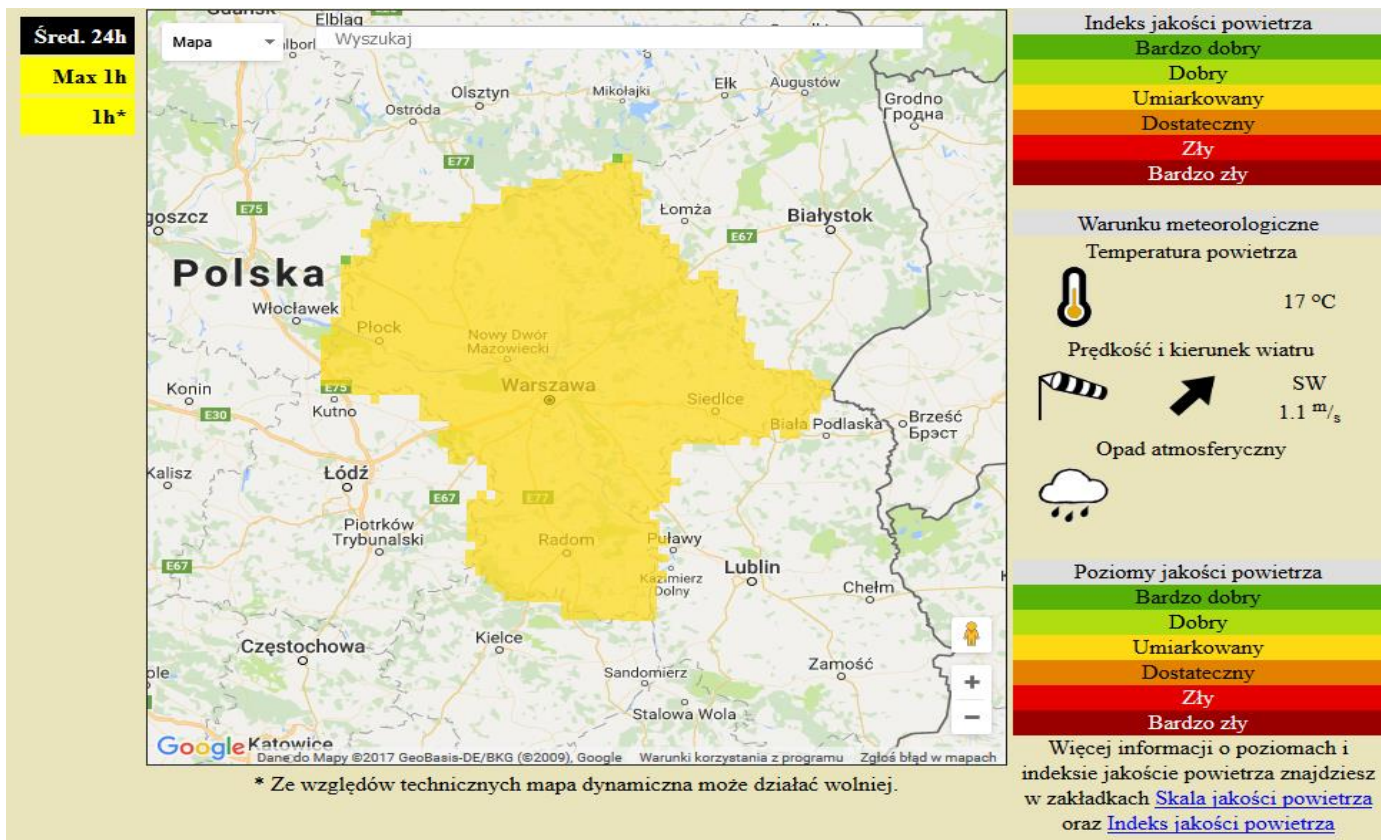 Śred. 24h
Max 1h
1h*
Mapa
Wyszukaj
Elbląg
Olsztyn
Mikołajki
Ełk
Augustów
Ostróda
Grodno
Гродна
E77
E75
Łomża
Białystok
goszcz
E67
Polska
Włocławek
Płock
Nowy Dwór
Mazowiecki
Konin
E75
Warszawa
Siedlce
E30
Kutno
Biała Podlaska
Brześć
Брэст
Kalisz
Łódź
E67
E77
Piotrków
Trybunalski
Radom
Puławy
E67
Kazimierz
Dolny
Lublin
Chełm
Częstochowa
Kielce
Sandomierz
Zamość
Stalowa Wola
Google
Katowice
Dane do Mapy ©2017 GeoBasis-DE/BKG (©2009), Google Warunki korzystania z programu Zgłoś błąd w mapach
* Ze względów technicznych mapa dynamiczna może działać wolniej.
Indeks jakości powietrza
Bardzo dobry
Dobry
Umiarkowany
Dostateczny
Zły
Bardzo zły
Warunku meteorologiczne
Temperatura powietrza
17 °C
Prędkość i kierunek wiatru
SW
1.1 m/s
Opad atmosferyczny
Poziomy jakości powietrza
Bardzo dobry
Dobry
Umiarkowany
Dostateczny
Zły
Bardzo zły
Więcej informacji o poziomach i
indeksie jakoście powietrza znajdziesz
w zakładkach Skala jakości powietrza
oraz Indeks jakości powietrza